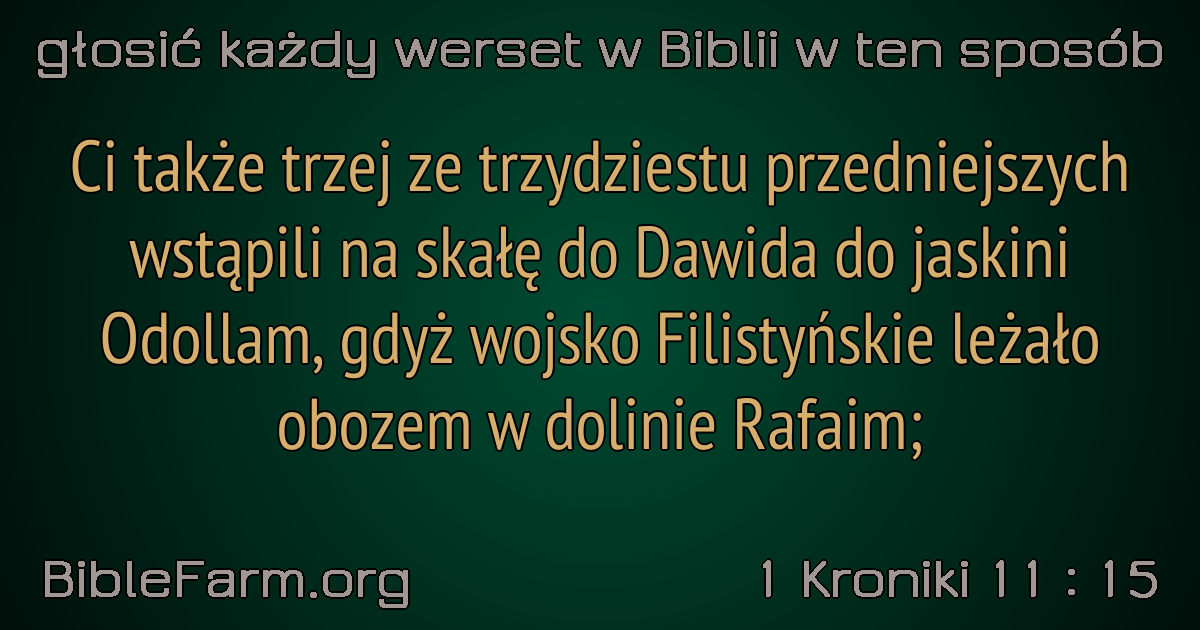 głosić każdy werset w Biblii w ten sposób
Ci także trzej ze trzydziestu przedniejszych
wstąpili na skałę do Dawida do jaskini
Odollam, gdyż wojsko Filistyńskie leżało
obozem w dolinie Rafaim;
BibleFarm.org
1 Kroniki 11 : 15